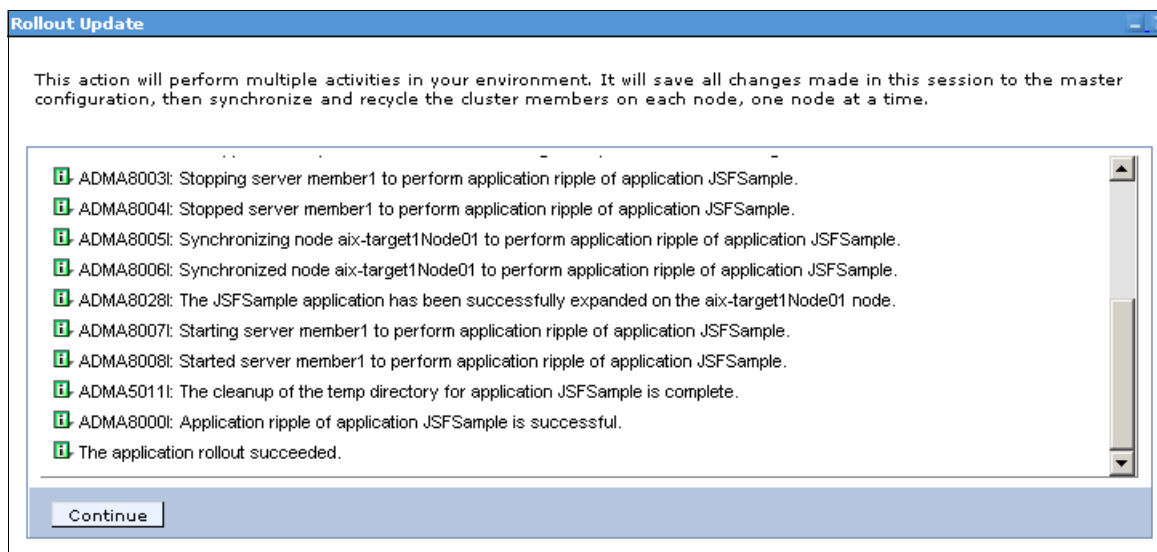 Rollout Update
This action will perform multiple activities in your environment. It will save all changes made in this session to the master
configuration, then synchronize and recycle the cluster members on each node, one node at a time.
ADMA8003I: Stopping server member1 to perform application ripple of application JSFSample.
ADMA8004I: Stopped server member1 to perform application ripple of application JSFSample.
ADMA8005I: Synchronizing node aix-target1Node01 to perform application ripple of application JSFSample.
ADMA8006I: Synchronized node aix-target1Node01 to perform application ripple of application JSFSample.
ADMA8028I: The JSFSample application has been successfully expanded on the aix-target1Node01 node.
ADMA8007I: Starting server member1 to perform application ripple of application JSFSample.
ADMA8008I: Started server member1 to perform application ripple of application JSFSample.
ADMA5011I: The cleanup of the temp directory for application JSFSample is complete.
ADMA8000I: Application ripple of application JSFSample is successful.
The application rollout succeeded.
Continue